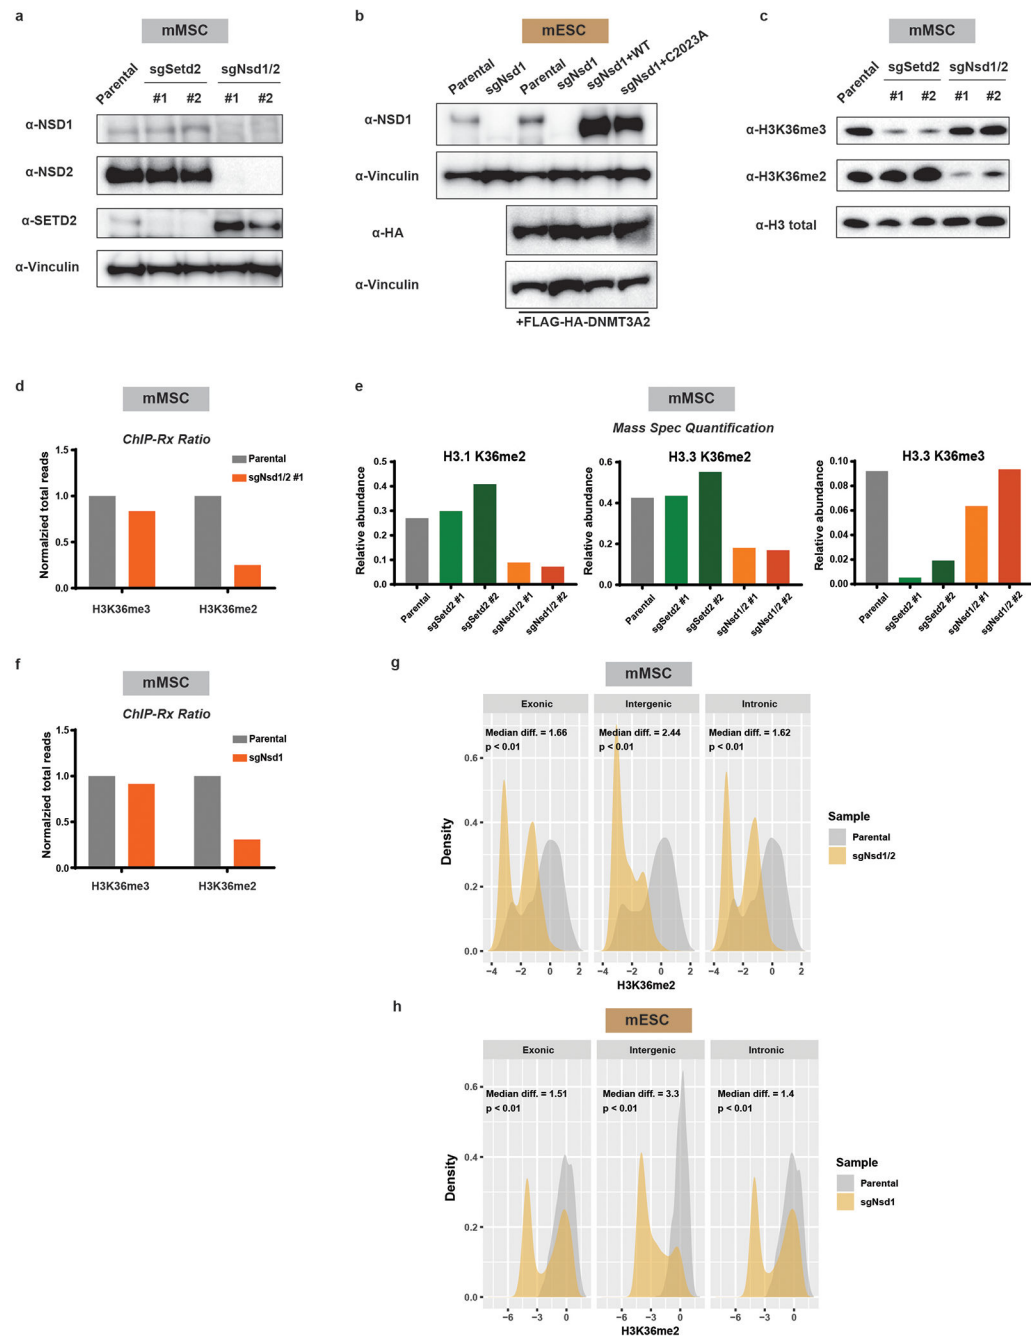 a
mMSC
Parental
sgSetd2
sgNsd1/2
#1
#2
#1
#2
α-NSD1
α-NSD2
α-SETD2
α-Vinculin
b
mESC
Parental
sgNsd1
Parental
sgNsd1
sgNsd1+WT
sgNsd1+C2023A
α-NSD1
α-Vinculin
α-HA
α-Vinculin
+FLAG-HA-DNMT3A2
c
mMSC
Parental
sgSetd2
sgNsd1/2
#1
#2
#1
#2
α-H3K36me3
α-H3K36me2
α-H3 total
d
mMSC
ChIP-Rx Ratio
Normalzied total reads
1.5
1.0
0.5
0.0
H3K36me3
H3K36me2
Parental
sgNsd1/2 #1
e
mMSC
Mass Spec Quantification
H3.1 K36me2
Relative abundance
0.5
0.4
0.3
0.2
0.1
0.0
Parental
sgSetd2 #1
sgSetd2 #2
sgNsd1/2 #1
sgNsd1/2 #2
H3.3 K36me2
Relative abundance
0.6
0.4
0.2
0.0
Parental
sgSetd2 #1
sgSetd2 #2
sgNsd1/2 #1
sgNsd1/2 #2
H3.3 K36me3
Relative abundance
0.10
0.08
0.06
0.04
0.02
0.00
Parental
sgSetd2 #1
sgSetd2 #2
sgNsd1/2 #1
sgNsd1/2 #2
f
mMSC
ChIP-Rx Ratio
Normalzied total reads
1.5
1.0
0.5
0.0
H3K36me3
H3K36me2
Parental
sgNsd1
g
mMSC
Exonic
Intergenic
Intronic
Median diff. = 1.66
p < 0.01
Median diff. = 2.44
p < 0.01
Median diff. = 1.62
p < 0.01
Density
0.6
0.4
0.2
0.0
−4 −2 0 2
−4 −2 0 2
−4 −2 0 2
H3K36me2
Sample
Parental
sgNsd1/2
h
mESC
Exonic
Intergenic
Intronic
Median diff. = 1.51
p < 0.01
Median diff. = 3.3
p < 0.01
Median diff. = 1.4
p < 0.01
Density
0.6
0.4
0.2
0.0
−6 −3 0
−6 −3 0
−6 −3 0
H3K36me2
Sample
Parental
sgNsd1